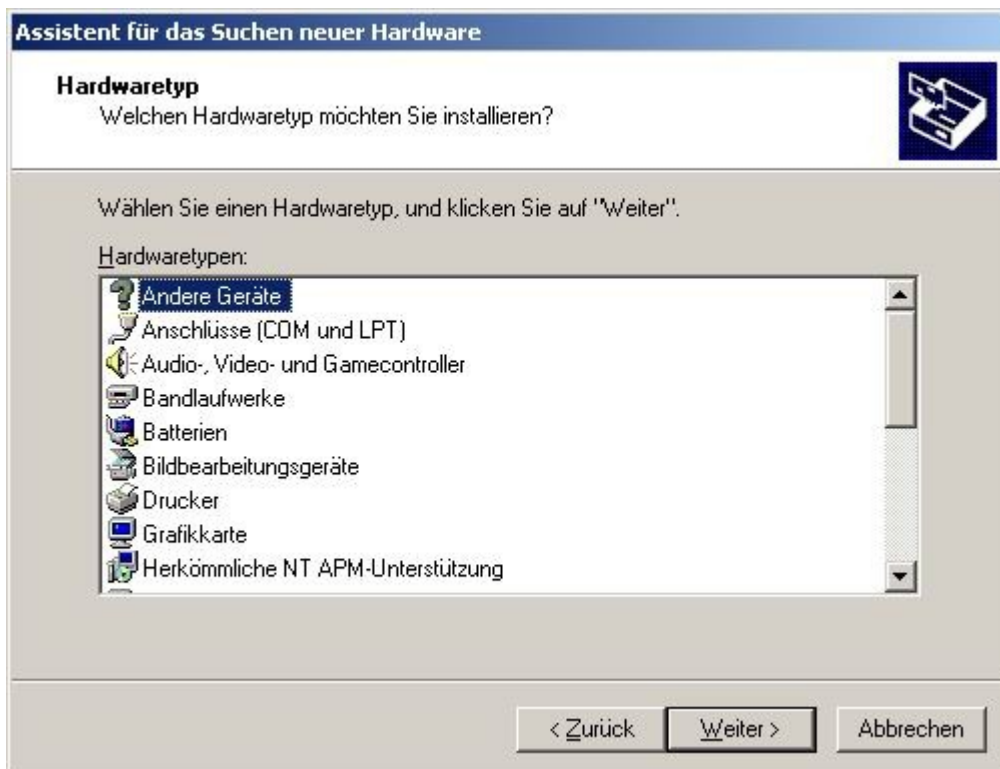 Assistent für das Suchen neuer Hardware
Hardwaretyp
Welchen Hardwaretyp möchten Sie installieren?
Wählen Sie einen Hardwaretyp, und klicken Sie auf "Weiter".
Hardwaretypen:
Andere Geräte
Anschlüsse (COM und LPT)
Audio-, Video- und Gamecontroller
Bandlaufwerke
Batterien
Bildbearbeitungsgeräte
Drucker
Grafikkarte
Herkömmliche NT APM-Unterstützung
< Zurück Weiter > Abbrechen